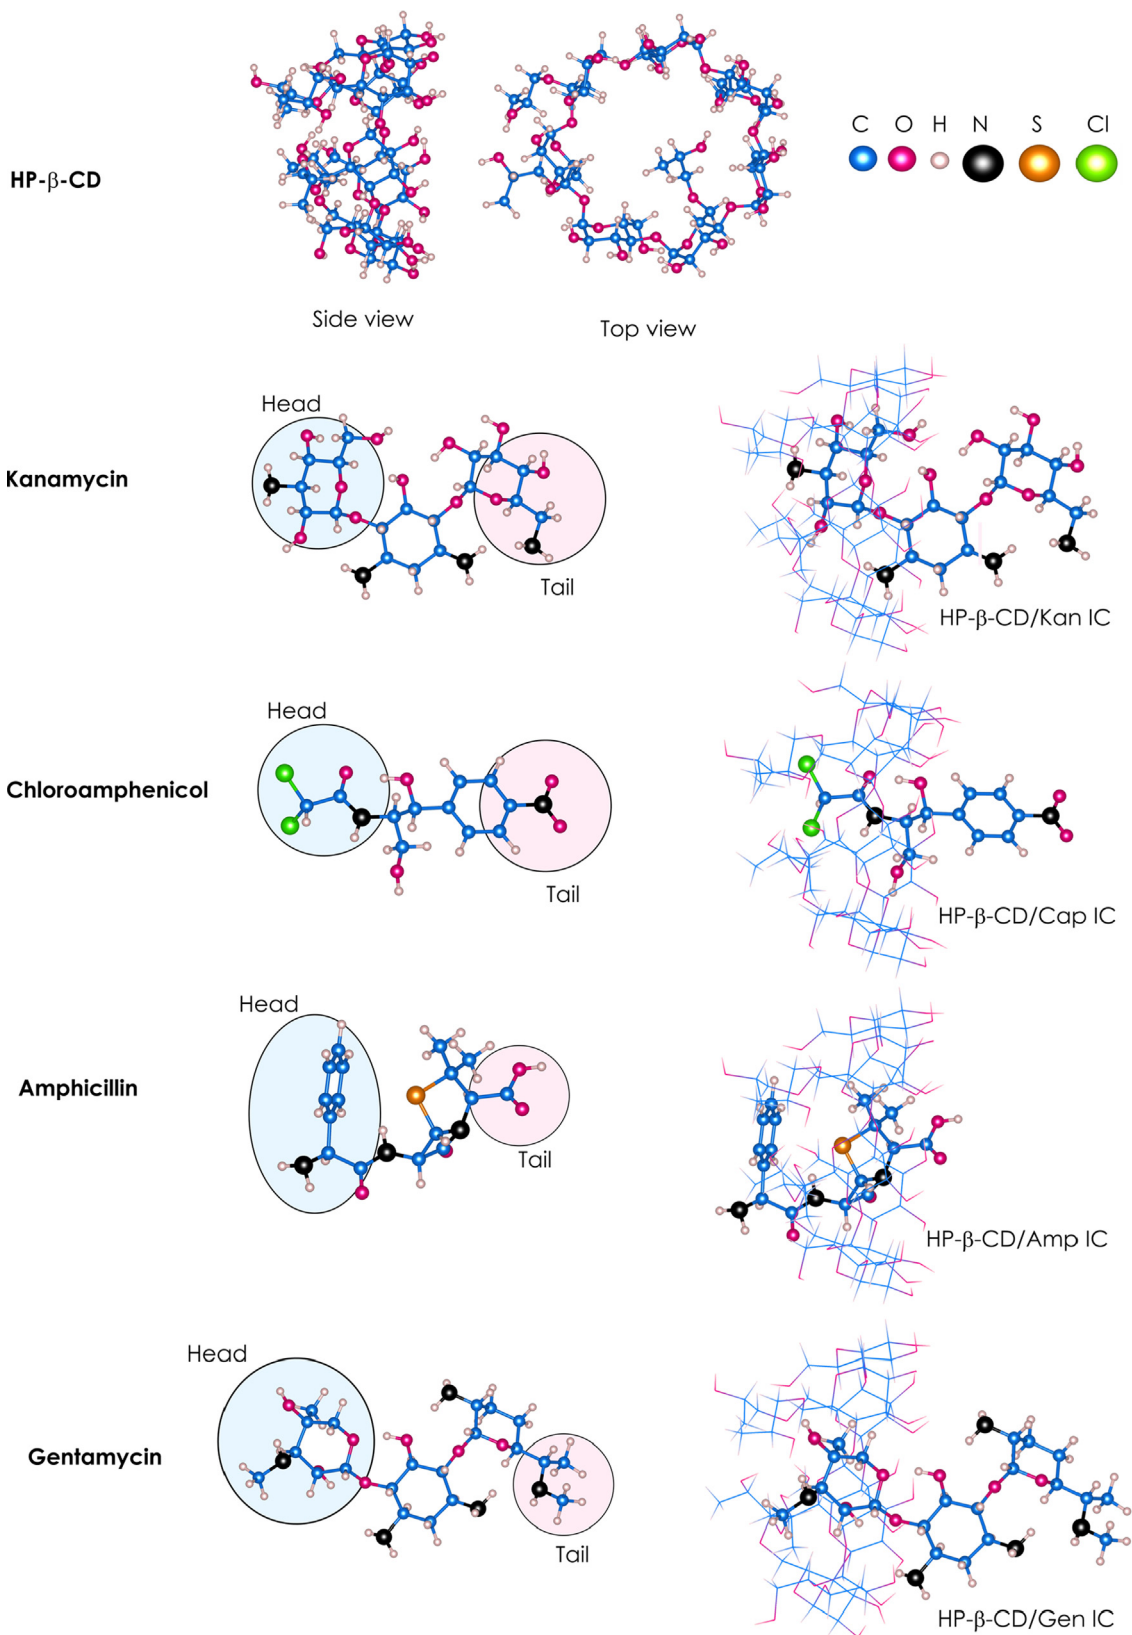 C O H N S Cl
HP-β-CD
Side view
Top view
Head
Kanamycin
Tail
HP-β-CD/Kan IC
Head
Chloroamphenicol
Tail
HP-β-CD/Cap IC
Head
Amphicillin
Tail
HP-β-CD/Amp IC
Head
Gentamycin
Tail
HP-β-CD/Gen IC